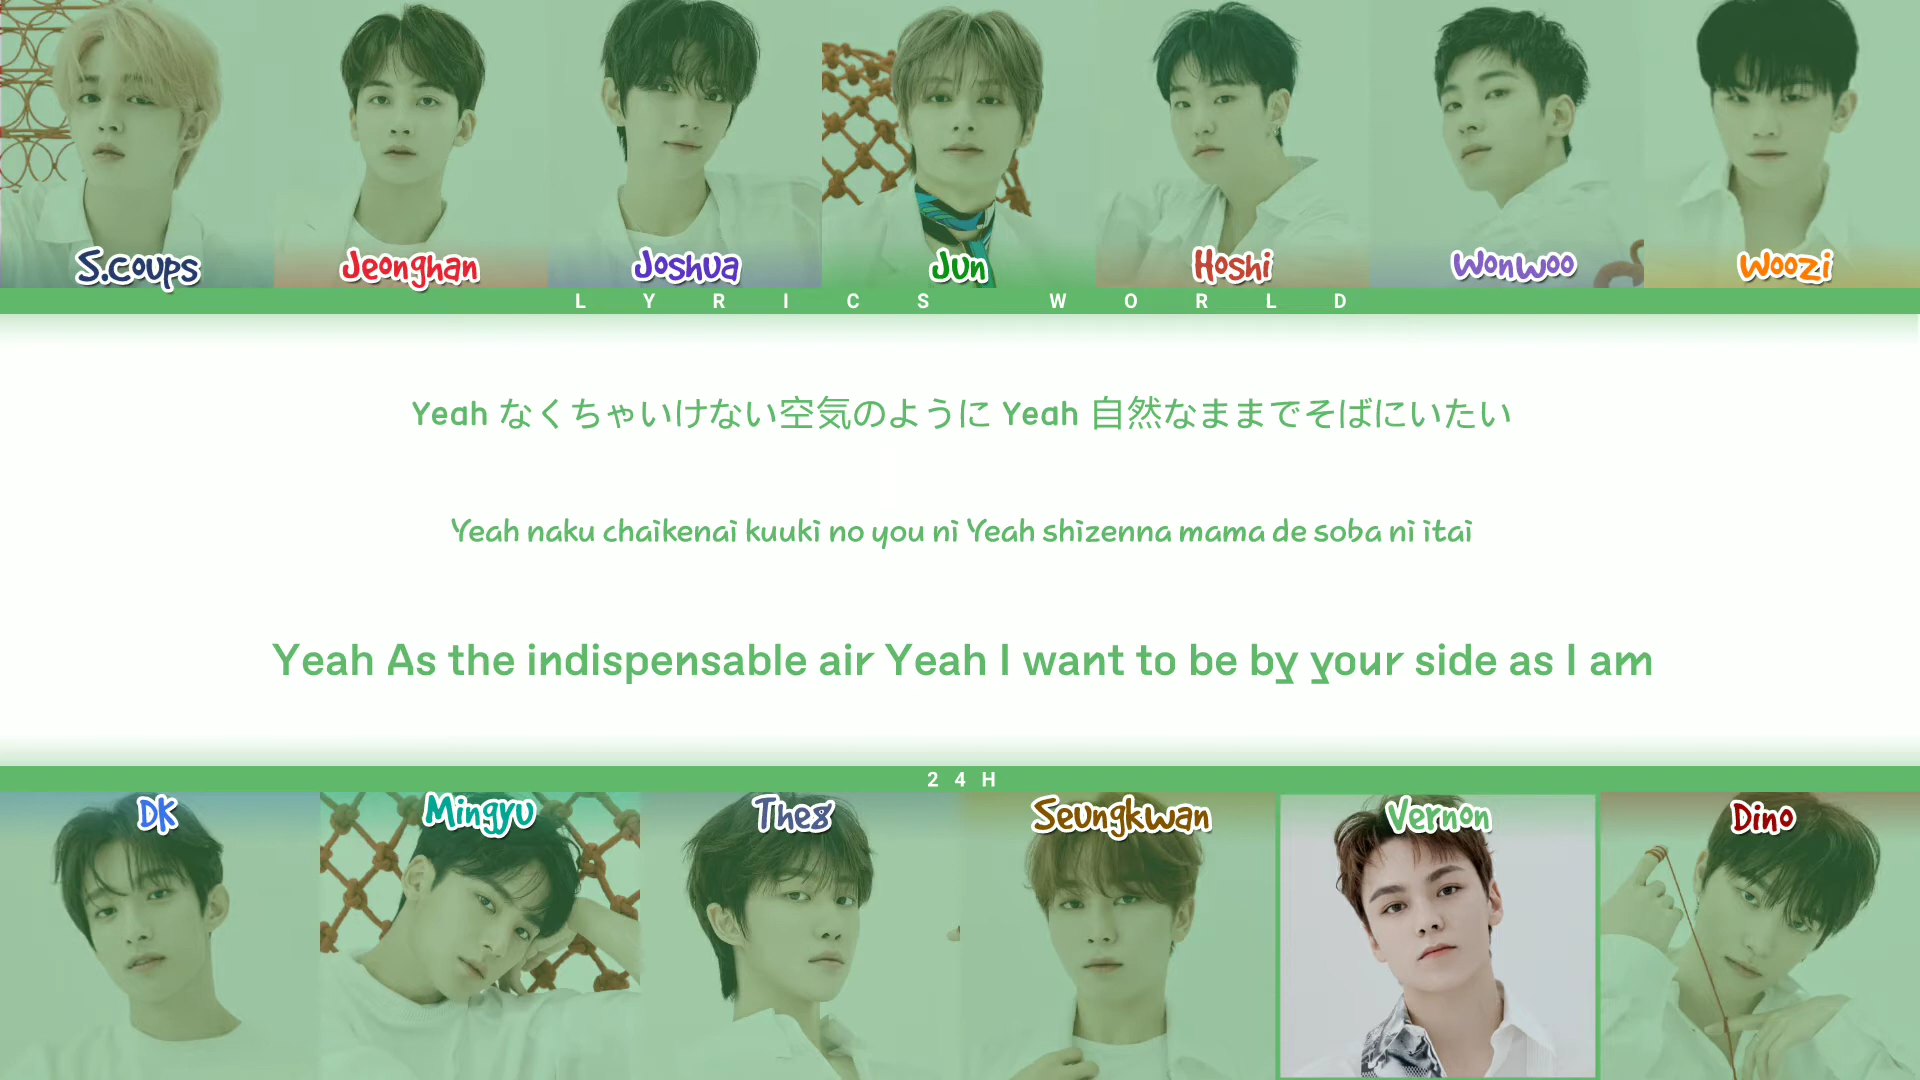 S.coups Jeonghan Joshua Jun Hoshi Wonwoo Woozi
LYRICS WORLD
Yeah なくちゃいけない空気のように Yeah 自然なままでそばにいたい
Yeah naku chaikenai kuuki no you ni Yeah shizenna mama de soba ni itai
Yeah As the indispensable air Yeah I want to be by your side as I am
24H
DK Mingyu The8 Seungkwan Vernon Dino